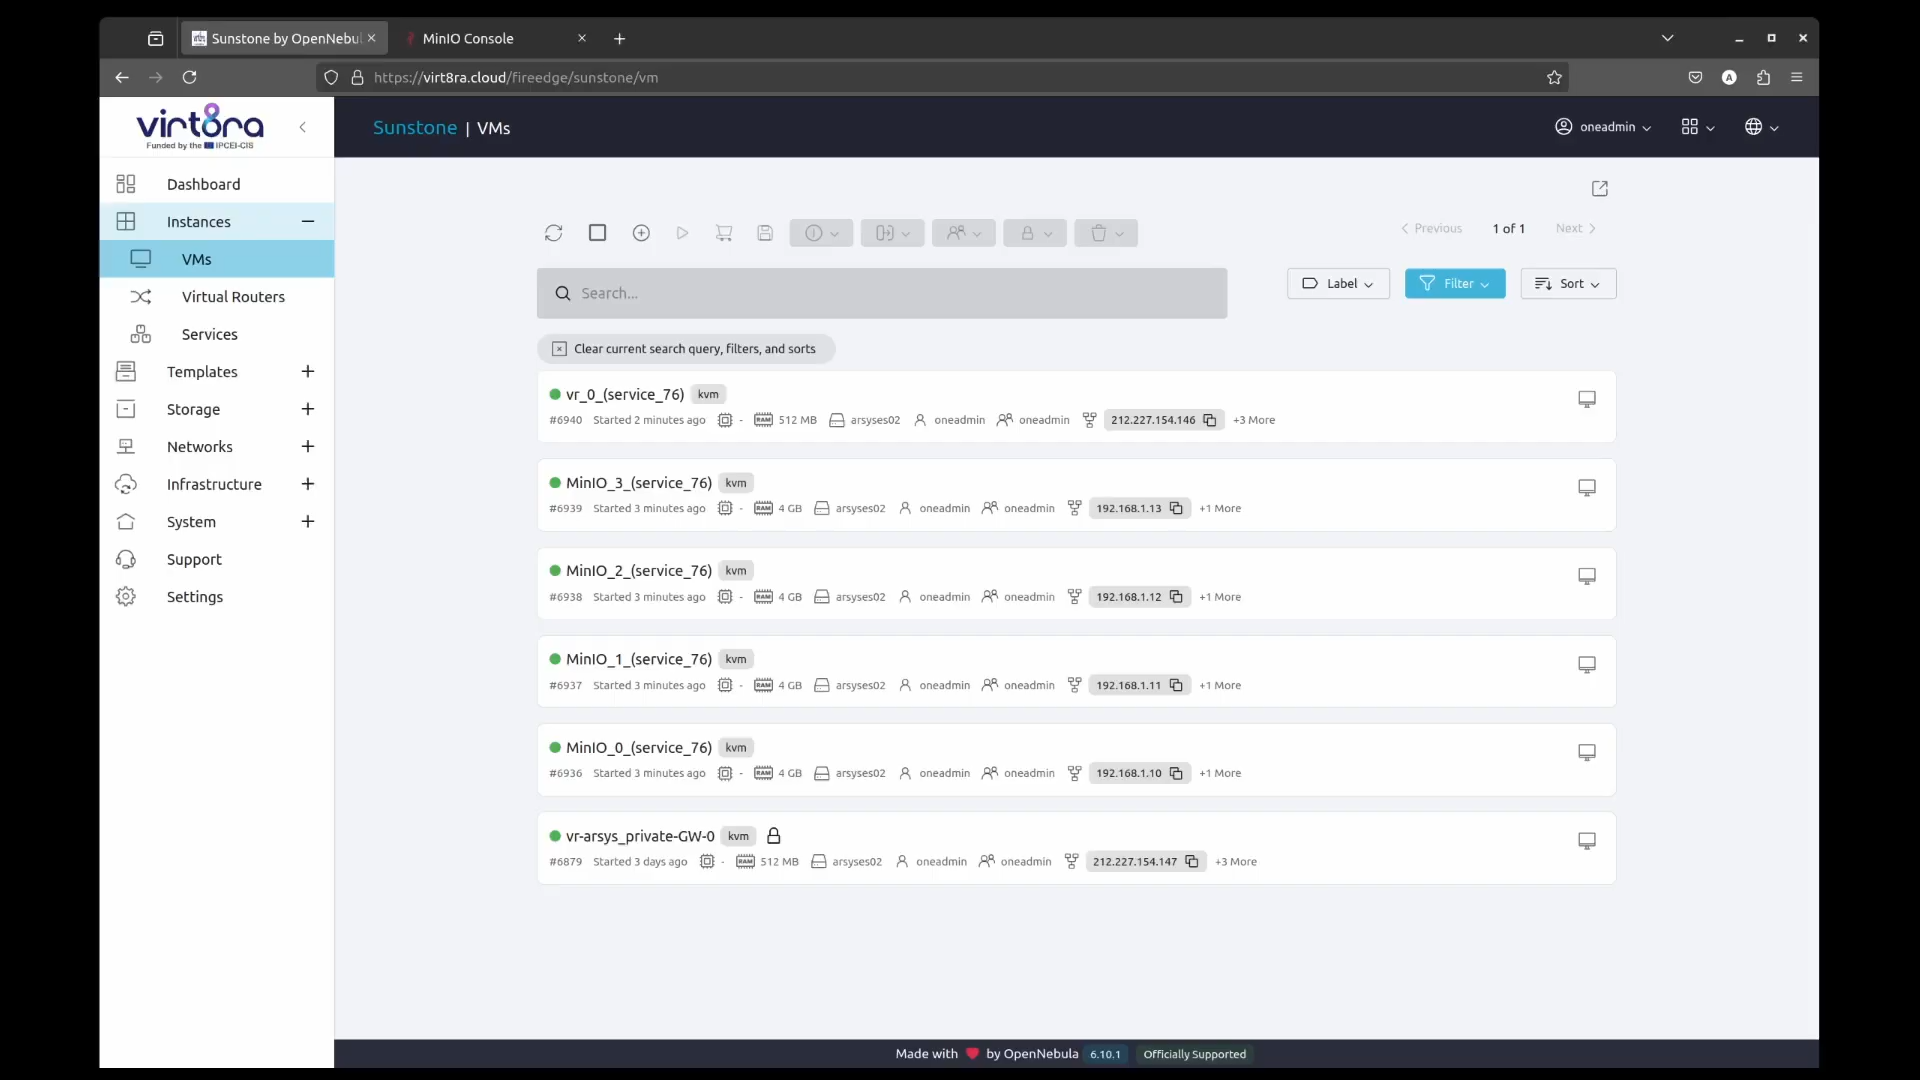 Sunstone by OpenNebul
MinIO Console
https://virt8ra.cloud/fireedge/sunstone/vm
A
virt8ra
Funded by the IPCEI-CIS
Sunstone | VMs
oneadmin
Dashboard
Instances
VMs
Virtual Routers
Services
Templates
Storage
Networks
Infrastructure
System
Support
Settings
Previous
1 of 1
Next
Search...
Label
Filter
Sort
Clear current search query, filters, and sorts
vr_0_(service_76) kvm
#6940 Started 2 minutes ago - RAM 512 MB arsyses02 oneadmin oneadmin 212.227.154.146 +3 More
MinIO_3_(service_76) kvm
#6939 Started 3 minutes ago - RAM 4 GB arsyses02 oneadmin oneadmin 192.168.1.13 +1 More
MinIO_2_(service_76) kvm
#6938 Started 3 minutes ago - RAM 4 GB arsyses02 oneadmin oneadmin 192.168.1.12 +1 More
MinIO_1_(service_76) kvm
#6937 Started 3 minutes ago - RAM 4 GB arsyses02 oneadmin oneadmin 192.168.1.11 +1 More
MinIO_0_(service_76) kvm
#6936 Started 3 minutes ago - RAM 4 GB arsyses02 oneadmin oneadmin 192.168.1.10 +1 More
vr-arsys_private-GW-0 kvm
#6879 Started 3 days ago - RAM 512 MB arsyses02 oneadmin oneadmin 212.227.154.147 +3 More
Made with by OpenNebula 6.10.1 Officially Supported